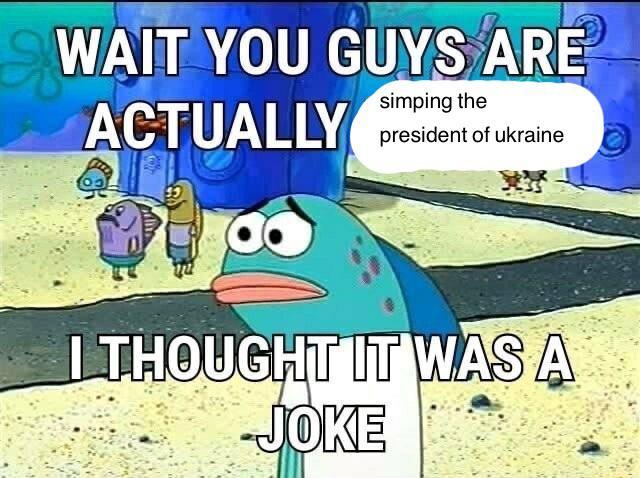 WAIT YOU GUYS ARE
ACTUALLY simping the
president of ukraine
I THOUGHT IT WAS A
JOKE